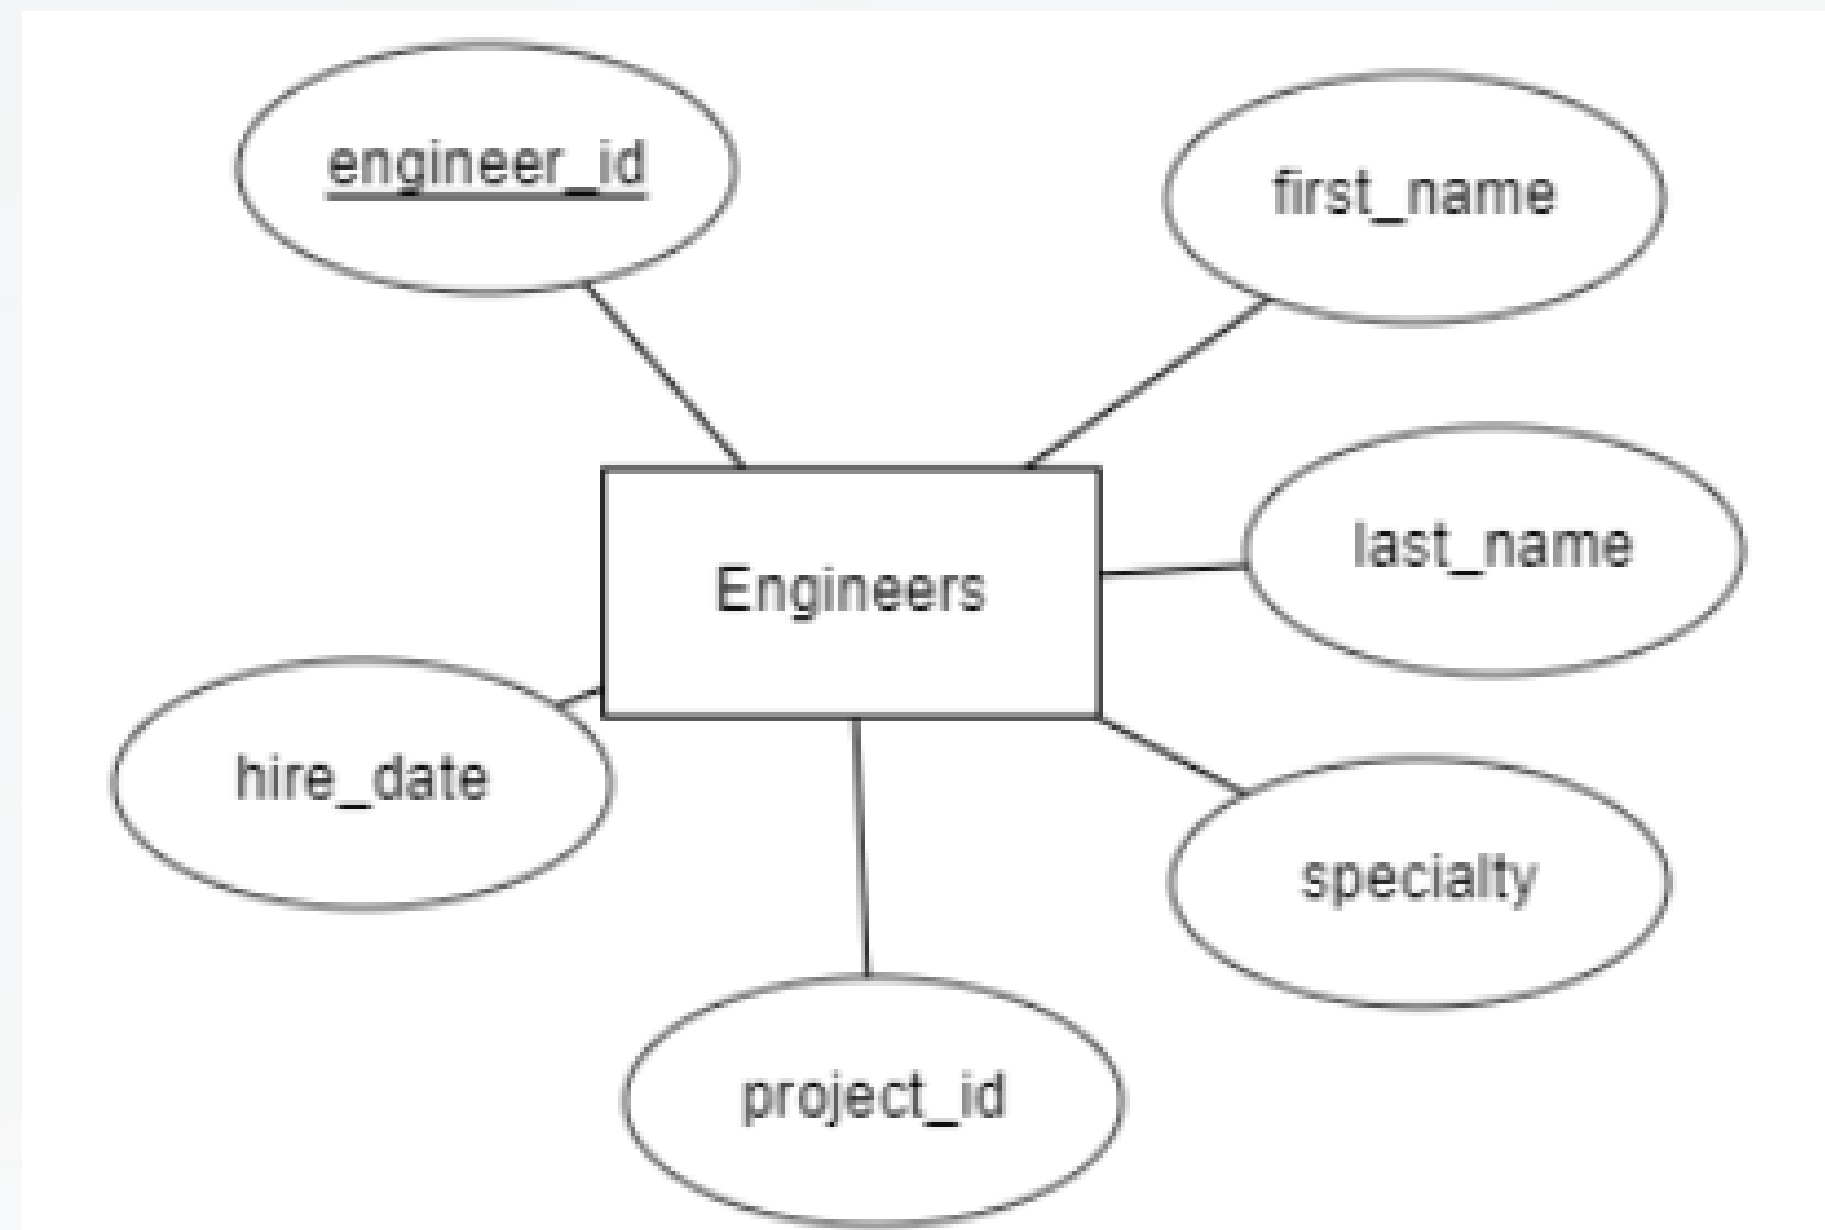 engineer_id
first_name
last_name
Engineers
hire_date
specialty
project_id